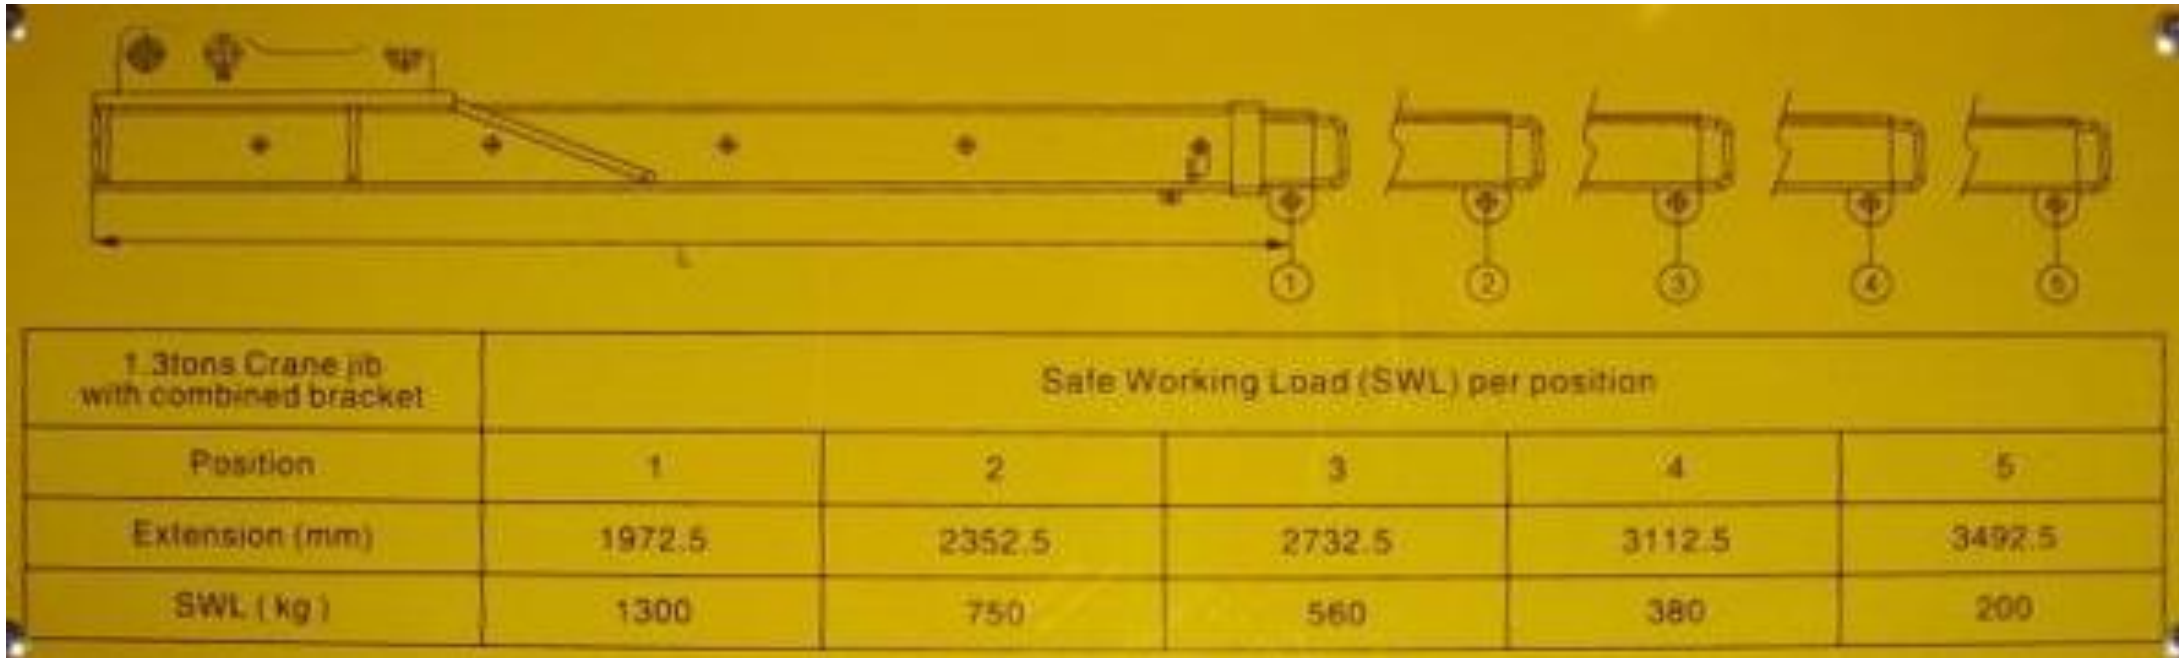 L
1 2 3 4 5
1.3tons Crane jib
with combined bracket
Safe Working Load (SWL) per position
Position 1 2 3 4 5
Extension (mm) 1972.5 2352.5 2732.5 3112.5 3492.5
SWL ( kg ) 1300 750 560 380 200